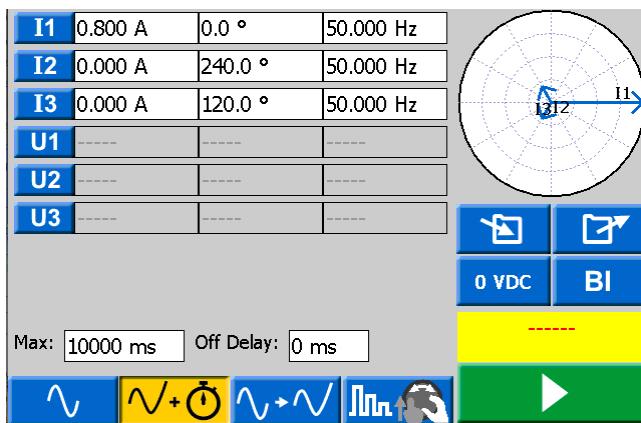 I1 0.800 A 0.0 ° 50.000 Hz
I2 0.000 A 240.0 ° 50.000 Hz
I3 0.000 A 120.0 ° 50.000 Hz
U1 ----- ----- -----
U2 ----- ----- -----
U3 ----- ----- -----
I1
I3 I2
0 VDC BI
Max: 10000 ms Off Delay: 0 ms
------